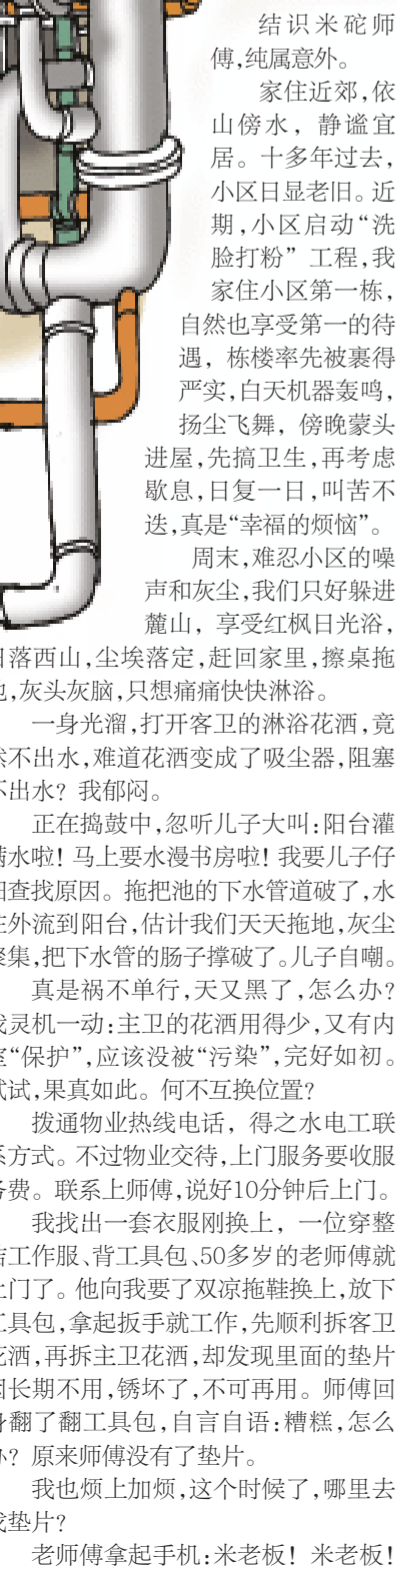 结识米砣师
傅,纯属意外。
家住近郊,依
山傍水，静谧宜
居。十多年过去,
小区日显老旧。近
期,小区启动“洗
脸打粉”工程,我
家住小区第一栋,
自然也享受第一的待
遇，栋楼率先被裹得
严实,白天机器轰鸣,
扬尘飞舞，傍晚蒙头
进屋,先搞卫生,再考虑
歇息,日复一日,叫苦不
迭,真是“幸福的烦恼”。
周末,难忍小区的噪
声和灰尘,我们只好躲进
麓山，享受红枫日光浴,
日落西山,尘埃落定,赶回家里,擦桌拖
地,灰头灰脑,只想痛痛快快淋浴。
一身光溜,打开客卫的淋浴花洒,竟
然不出水,难道花洒变成了吸尘器,阻塞
不出水？我郁闷。
正在捣鼓中,忽听儿子大叫:阳台灌
满水啦！马上要水漫书房啦！我要儿子仔
细查找原因。拖把池的下水管道破了,水
往外流到阳台,估计我们天天拖地,灰尘
聚集,把下水管的肠子撑破了。儿子自嘲。
真是祸不单行,天又黑了,怎么办？
我灵机一动:主卫的花洒用得少,又有内
室“保护”,应该没被“污染”,完好如初。
试试,果真如此。何不互换位置？
拨通物业热线电话，得之水电工联
系方式。不过物业交待,上门服务要收服
务费。联系上师傅,说好10分钟后上门。
我找出一套衣服刚换上，一位穿整
洁工作服、背工具包、50多岁的老师傅就
上门了。他向我要了双凉拖鞋换上,放下
工具包,拿起扳手就工作,先顺利拆客卫
花洒,再拆主卫花洒,却发现里面的垫片
因长期不用,锈坏了,不可再用。师傅回
身翻了翻工具包,自言自语:糟糕,怎么
办？原来师傅没有了垫片。
我也烦上加烦,这个时候了,哪里去
找垫片？
老师傅拿起手机:米老板！米老板！